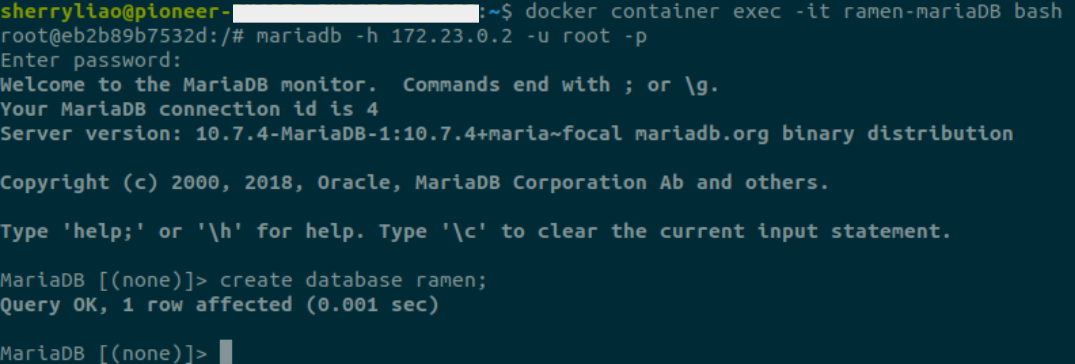 sherryliao@pioneer- :~$ docker container exec -it ramen-mariaDB bash
root@eb2b89b7532d:/# mariadb -h 172.23.0.2 -u root -p
Enter password:
Welcome to the MariaDB monitor.  Commands end with ; or \g.
Your MariaDB connection id is 4
Server version: 10.7.4-MariaDB-1:10.7.4+maria~focal mariadb.org binary distribution

Copyright (c) 2000, 2018, Oracle, MariaDB Corporation Ab and others.

Type 'help;' or '\h' for help. Type '\c' to clear the current input statement.

MariaDB [(none)]> create database ramen;
Query OK, 1 row affected (0.001 sec)

MariaDB [(none)]>